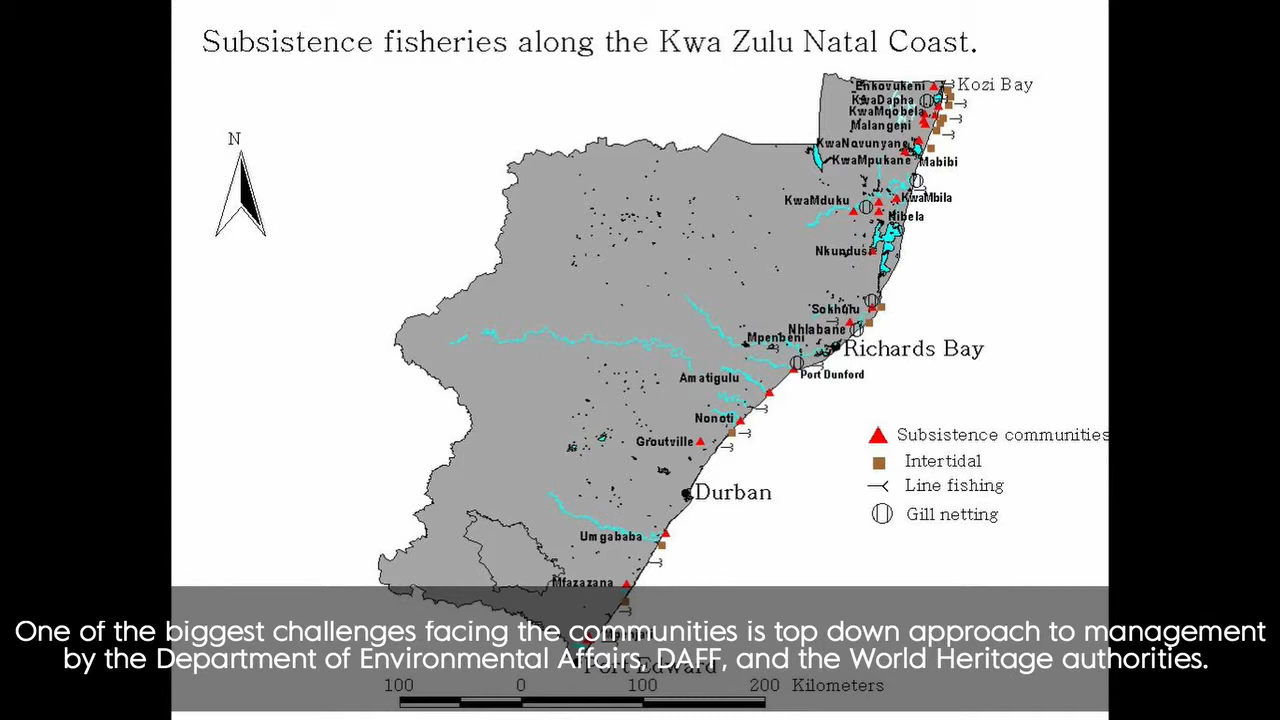 Subsistence fisheries along the Kwa Zulu Natal Coast.
N
Enkovukeni
Kozi Bay
KwaDapha
KwaMqobela
Malangeni
KwaNovunyane
KwaMpukane
Mabibi
KwaMduku
KwaMbila
Nibela
Nkundusi
Sokhulu
Nhlabane
Mpenbeni
Richards Bay
Port Dunford
Amatigulu
Nonoti
Groutville
Subsistence communities
Intertidal
Line fishing
Gill netting
Durban
Umgababa
Mfazazana
One of the biggest challenges facing the communities is top down approach to management
by the Department of Environmental Affairs, DAFF, and the World Heritage authorities.
Port Edward
100 0 100 200 Kilometers